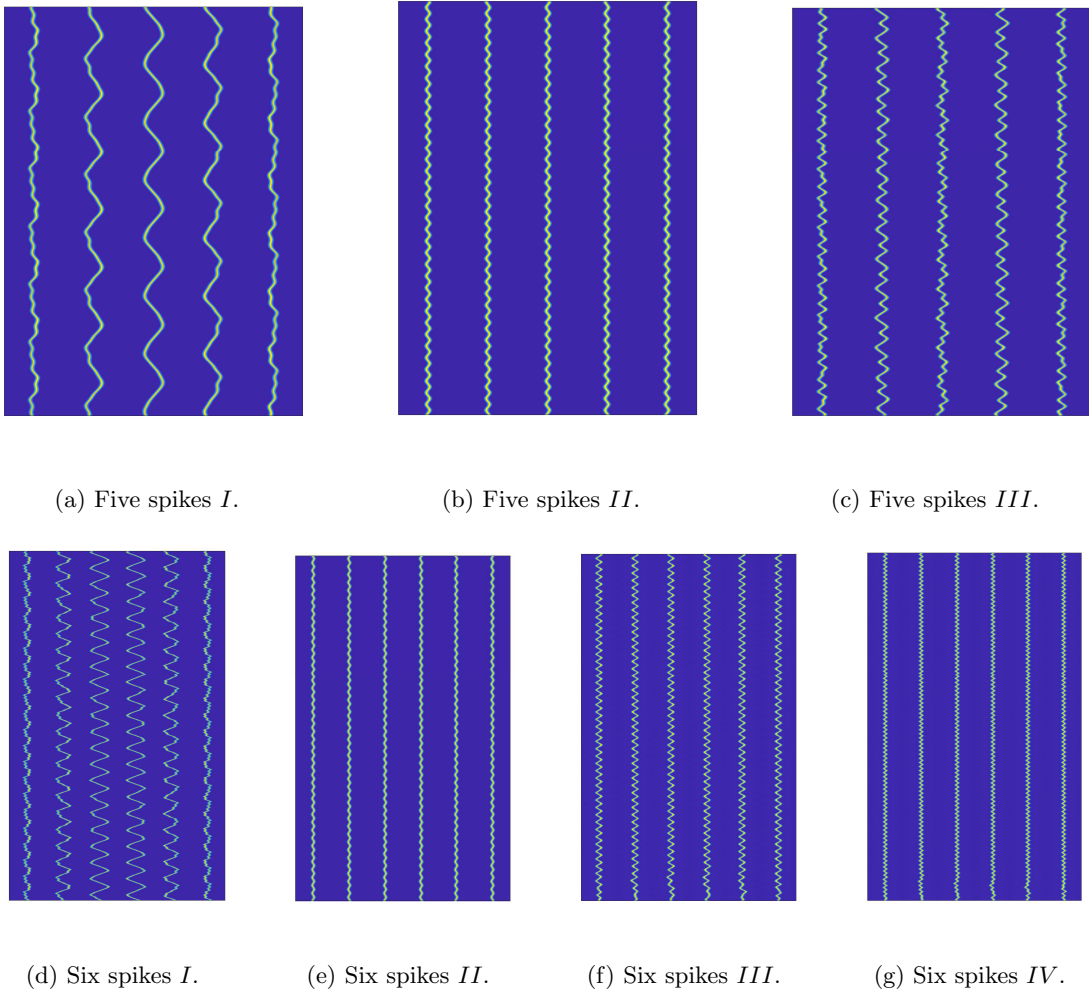 (a) Five spikes I.
(b) Five spikes II.
(c) Five spikes III.
(d) Six spikes I.
(e) Six spikes II.
(f) Six spikes III.
(g) Six spikes IV.